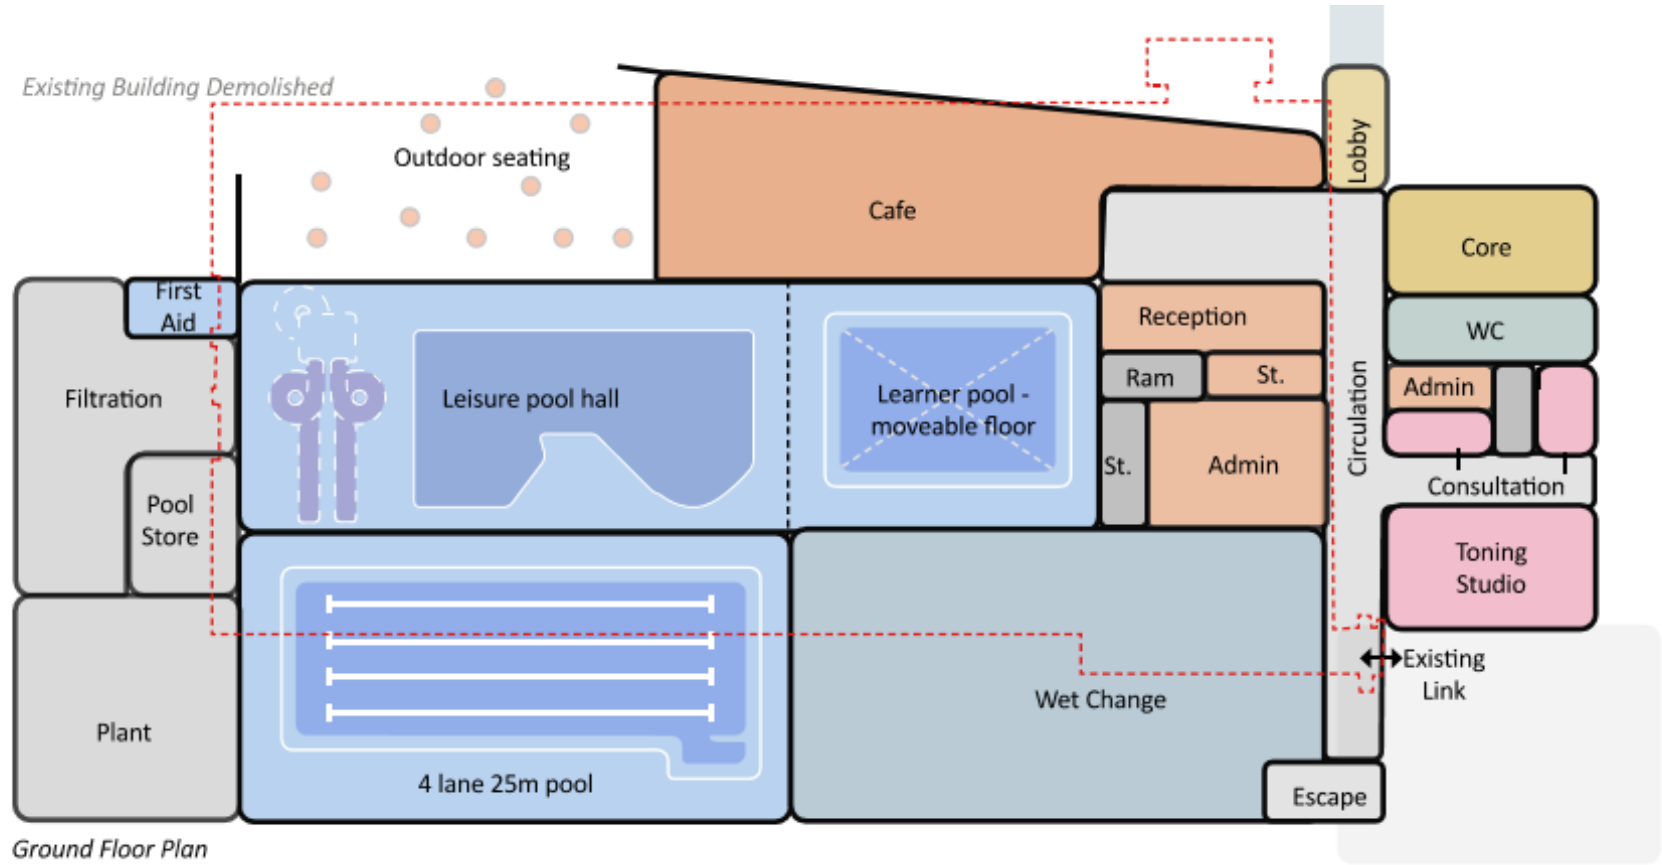 Existing Building Demolished
Outdoor seating
Lobby
Cafe
Core
First
Aid
Reception
WC
Ram
St.
Admin
Filtration
Leisure pool hall
Learner pool -
moveable floor
Circulation
St.
Admin
Consultation
Pool
Store
Toning
Studio
Existing
Link
Wet Change
Plant
4 lane 25m pool
Escape
Ground Floor Plan